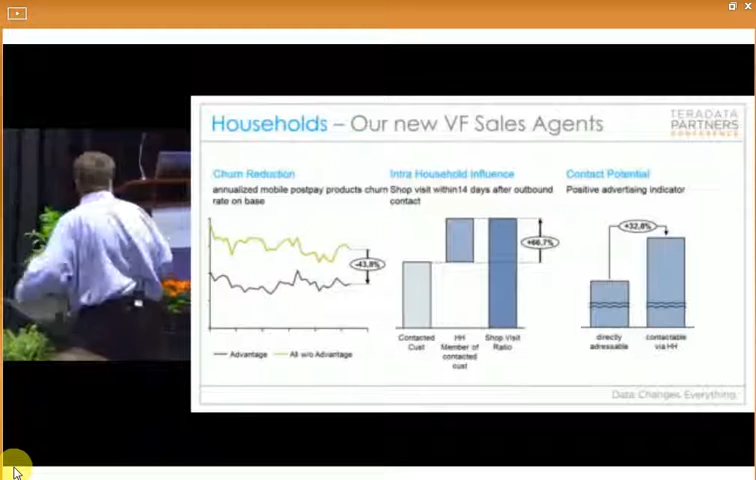 Households – Our new VF Sales Agents
TERADATA
PARTNERS
CONFERENCE
Churn Reduction
annualized mobile postpay products churn
rate on base
-43,8%
Advantage
All w/o Advantage
Intra Household Influence
Shop visit within14 days after outbound
contact
+66,7%
Contacted
Cust
HH
Member of
contacted
cust
Shop Visit
Ratio
Contact Potential
Positive advertising indicator
+32,8%
directly
adressable
contactable
via HH
Data Changes Everything.